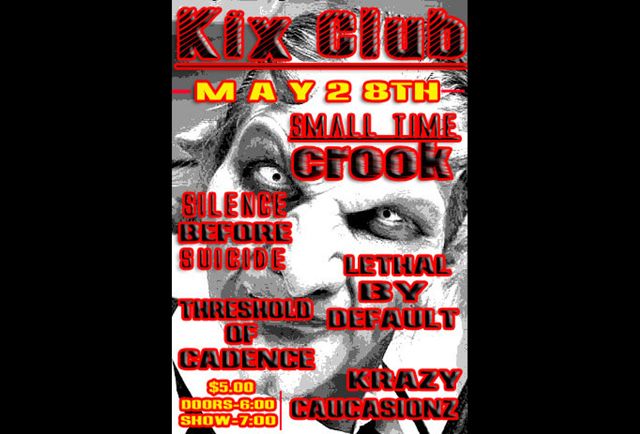 Kix Club
MAY 28TH
SMALL TIME
crook
SILENCE
BEFORE
SUICIDE
LETHAL
BY
DEFAULT
THRESHOLD
OF
CADENCE
KRAZY
CAUCASIONZ
$5.00
DOORS-6:00
SHOW-7:00